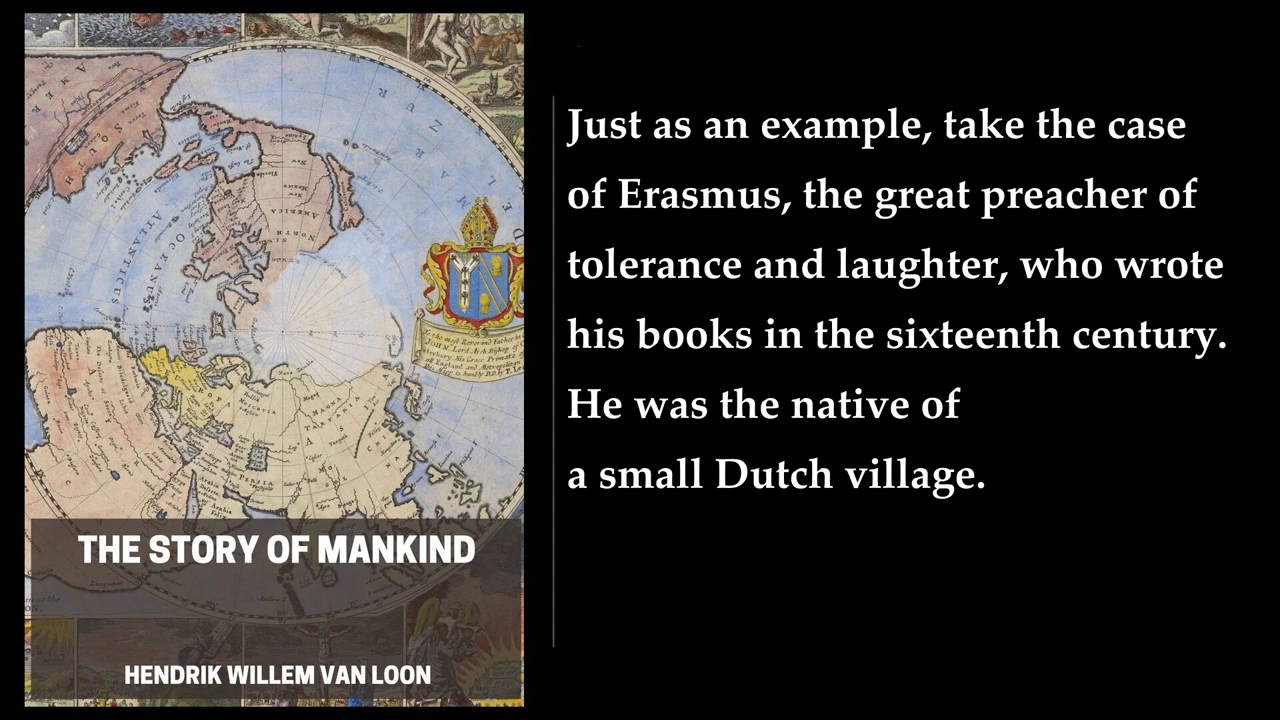 THE STORY OF MANKIND
HENDRIK WILLEM VAN LOON
Just as an example, take the case
of Erasmus, the great preacher of
tolerance and laughter, who wrote
his books in the sixteenth century.
He was the native of
a small Dutch village.